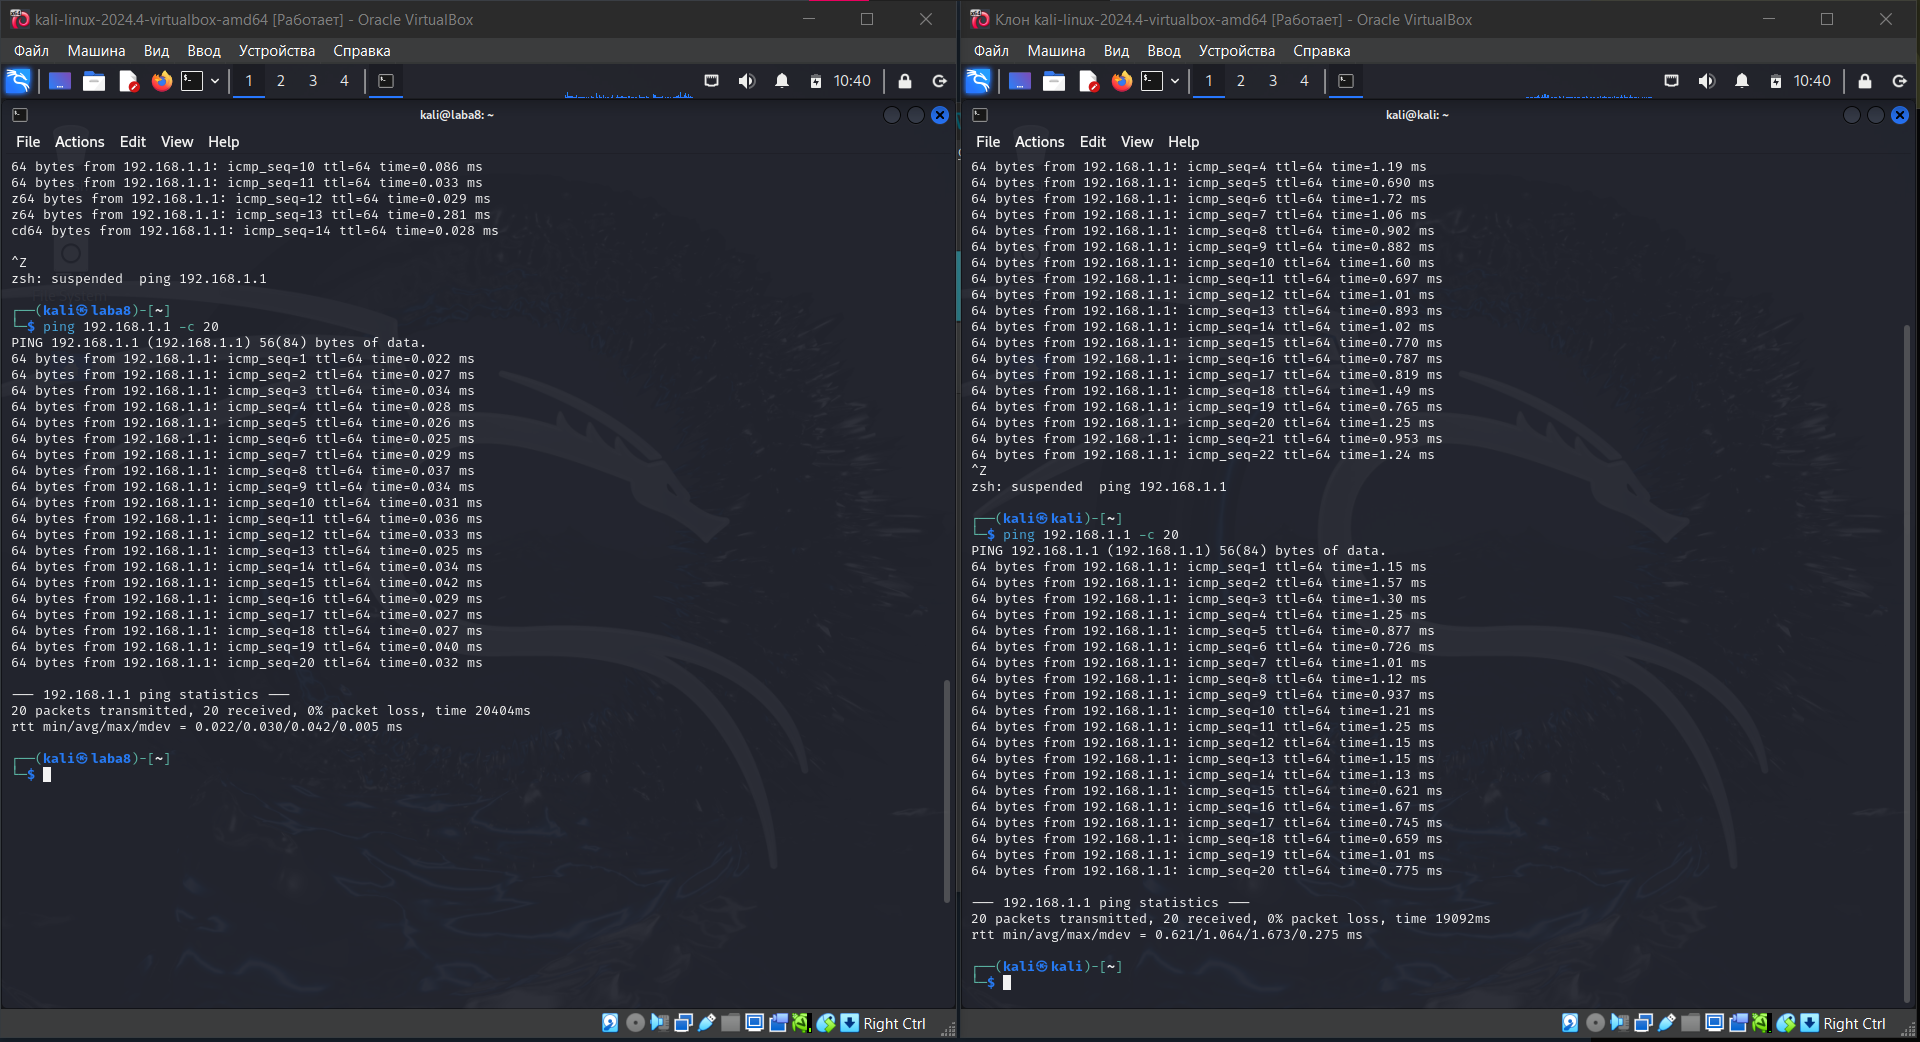 kali-linux-2024.4-virtualbox-amd64 [Работает] - Oracle VirtualBox
Файл Машина Вид Ввод Устройства Справка
1 2 3 4 10:40
kali@laba8: ~
File Actions Edit View Help
64 bytes from 192.168.1.1: icmp_seq=10 ttl=64 time=0.086 ms
64 bytes from 192.168.1.1: icmp_seq=11 ttl=64 time=0.033 ms
z64 bytes from 192.168.1.1: icmp_seq=12 ttl=64 time=0.029 ms
z64 bytes from 192.168.1.1: icmp_seq=13 ttl=64 time=0.281 ms
cd64 bytes from 192.168.1.1: icmp_seq=14 ttl=64 time=0.028 ms
^Z
zsh: suspended  ping 192.168.1.1
┌──(kali㉿laba8)-[~]
└─$ ping 192.168.1.1 -c 20
PING 192.168.1.1 (192.168.1.1) 56(84) bytes of data.
64 bytes from 192.168.1.1: icmp_seq=1 ttl=64 time=0.022 ms
64 bytes from 192.168.1.1: icmp_seq=2 ttl=64 time=0.027 ms
64 bytes from 192.168.1.1: icmp_seq=3 ttl=64 time=0.034 ms
64 bytes from 192.168.1.1: icmp_seq=4 ttl=64 time=0.028 ms
64 bytes from 192.168.1.1: icmp_seq=5 ttl=64 time=0.026 ms
64 bytes from 192.168.1.1: icmp_seq=6 ttl=64 time=0.025 ms
64 bytes from 192.168.1.1: icmp_seq=7 ttl=64 time=0.029 ms
64 bytes from 192.168.1.1: icmp_seq=8 ttl=64 time=0.037 ms
64 bytes from 192.168.1.1: icmp_seq=9 ttl=64 time=0.034 ms
64 bytes from 192.168.1.1: icmp_seq=10 ttl=64 time=0.031 ms
64 bytes from 192.168.1.1: icmp_seq=11 ttl=64 time=0.036 ms
64 bytes from 192.168.1.1: icmp_seq=12 ttl=64 time=0.033 ms
64 bytes from 192.168.1.1: icmp_seq=13 ttl=64 time=0.025 ms
64 bytes from 192.168.1.1: icmp_seq=14 ttl=64 time=0.034 ms
64 bytes from 192.168.1.1: icmp_seq=15 ttl=64 time=0.042 ms
64 bytes from 192.168.1.1: icmp_seq=16 ttl=64 time=0.029 ms
64 bytes from 192.168.1.1: icmp_seq=17 ttl=64 time=0.027 ms
64 bytes from 192.168.1.1: icmp_seq=18 ttl=64 time=0.027 ms
64 bytes from 192.168.1.1: icmp_seq=19 ttl=64 time=0.040 ms
64 bytes from 192.168.1.1: icmp_seq=20 ttl=64 time=0.032 ms
--- 192.168.1.1 ping statistics ---
20 packets transmitted, 20 received, 0% packet loss, time 20404ms
rtt min/avg/max/mdev = 0.022/0.030/0.042/0.005 ms
┌──(kali㉿laba8)-[~]
└─$
Right Ctrl
Клон kali-linux-2024.4-virtualbox-amd64 [Работает] - Oracle VirtualBox
Файл Машина Вид Ввод Устройства Справка
1 2 3 4 10:40
kali@kali: ~
File Actions Edit View Help
64 bytes from 192.168.1.1: icmp_seq=4 ttl=64 time=1.19 ms
64 bytes from 192.168.1.1: icmp_seq=5 ttl=64 time=0.690 ms
64 bytes from 192.168.1.1: icmp_seq=6 ttl=64 time=1.72 ms
64 bytes from 192.168.1.1: icmp_seq=7 ttl=64 time=1.06 ms
64 bytes from 192.168.1.1: icmp_seq=8 ttl=64 time=0.902 ms
64 bytes from 192.168.1.1: icmp_seq=9 ttl=64 time=0.882 ms
64 bytes from 192.168.1.1: icmp_seq=10 ttl=64 time=1.60 ms
64 bytes from 192.168.1.1: icmp_seq=11 ttl=64 time=0.697 ms
64 bytes from 192.168.1.1: icmp_seq=12 ttl=64 time=1.01 ms
64 bytes from 192.168.1.1: icmp_seq=13 ttl=64 time=0.893 ms
64 bytes from 192.168.1.1: icmp_seq=14 ttl=64 time=1.02 ms
64 bytes from 192.168.1.1: icmp_seq=15 ttl=64 time=0.770 ms
64 bytes from 192.168.1.1: icmp_seq=16 ttl=64 time=0.787 ms
64 bytes from 192.168.1.1: icmp_seq=17 ttl=64 time=0.819 ms
64 bytes from 192.168.1.1: icmp_seq=18 ttl=64 time=1.49 ms
64 bytes from 192.168.1.1: icmp_seq=19 ttl=64 time=0.765 ms
64 bytes from 192.168.1.1: icmp_seq=20 ttl=64 time=1.25 ms
64 bytes from 192.168.1.1: icmp_seq=21 ttl=64 time=0.953 ms
64 bytes from 192.168.1.1: icmp_seq=22 ttl=64 time=1.24 ms
^Z
zsh: suspended  ping 192.168.1.1
┌──(kali㉿kali)-[~]
└─$ ping 192.168.1.1 -c 20
PING 192.168.1.1 (192.168.1.1) 56(84) bytes of data.
64 bytes from 192.168.1.1: icmp_seq=1 ttl=64 time=1.15 ms
64 bytes from 192.168.1.1: icmp_seq=2 ttl=64 time=1.57 ms
64 bytes from 192.168.1.1: icmp_seq=3 ttl=64 time=1.30 ms
64 bytes from 192.168.1.1: icmp_seq=4 ttl=64 time=1.25 ms
64 bytes from 192.168.1.1: icmp_seq=5 ttl=64 time=0.877 ms
64 bytes from 192.168.1.1: icmp_seq=6 ttl=64 time=0.726 ms
64 bytes from 192.168.1.1: icmp_seq=7 ttl=64 time=1.01 ms
64 bytes from 192.168.1.1: icmp_seq=8 ttl=64 time=1.12 ms
64 bytes from 192.168.1.1: icmp_seq=9 ttl=64 time=0.937 ms
64 bytes from 192.168.1.1: icmp_seq=10 ttl=64 time=1.21 ms
64 bytes from 192.168.1.1: icmp_seq=11 ttl=64 time=1.25 ms
64 bytes from 192.168.1.1: icmp_seq=12 ttl=64 time=1.15 ms
64 bytes from 192.168.1.1: icmp_seq=13 ttl=64 time=1.15 ms
64 bytes from 192.168.1.1: icmp_seq=14 ttl=64 time=1.13 ms
64 bytes from 192.168.1.1: icmp_seq=15 ttl=64 time=0.621 ms
64 bytes from 192.168.1.1: icmp_seq=16 ttl=64 time=1.67 ms
64 bytes from 192.168.1.1: icmp_seq=17 ttl=64 time=0.745 ms
64 bytes from 192.168.1.1: icmp_seq=18 ttl=64 time=0.659 ms
64 bytes from 192.168.1.1: icmp_seq=19 ttl=64 time=1.01 ms
64 bytes from 192.168.1.1: icmp_seq=20 ttl=64 time=0.775 ms
--- 192.168.1.1 ping statistics ---
20 packets transmitted, 20 received, 0% packet loss, time 19092ms
rtt min/avg/max/mdev = 0.621/1.064/1.673/0.275 ms
┌──(kali㉿kali)-[~]
└─$
Right Ctrl